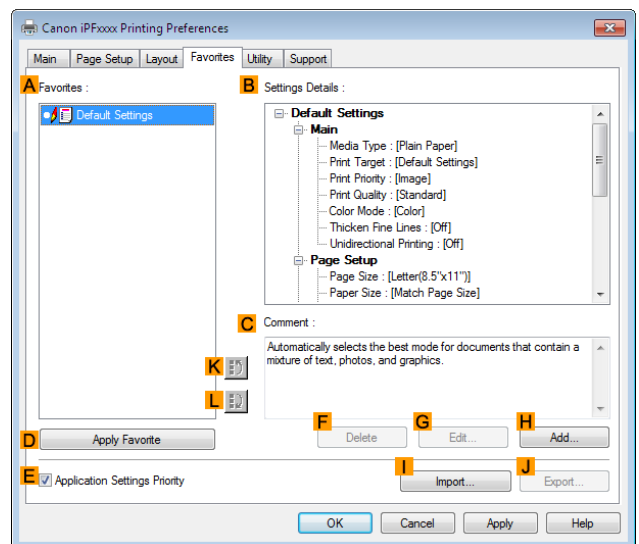 Canon iPFxxxx Printing Preferences
Main Page Setup Layout Favorites Utility Support
A Favorites :
B Settings Details :
Default Settings
Default Settings
Main
Media Type : [Plain Paper]
Print Target : [Default Settings]
Print Priority : [Image]
Print Quality : [Standard]
Color Mode : [Color]
Thicken Fine Lines : [Off]
Unidirectional Printing : [Off]
Page Setup
Page Size : [Letter(8.5"x11")]
Paper Size : [Match Page Size]
C Comment :
Automatically selects the best mode for documents that contain a
mixture of text, photos, and graphics.
K
L
D Apply Favorite
F Delete
G Edit...
H Add...
E Application Settings Priority
I Import...
J Export...
OK Cancel Apply Help